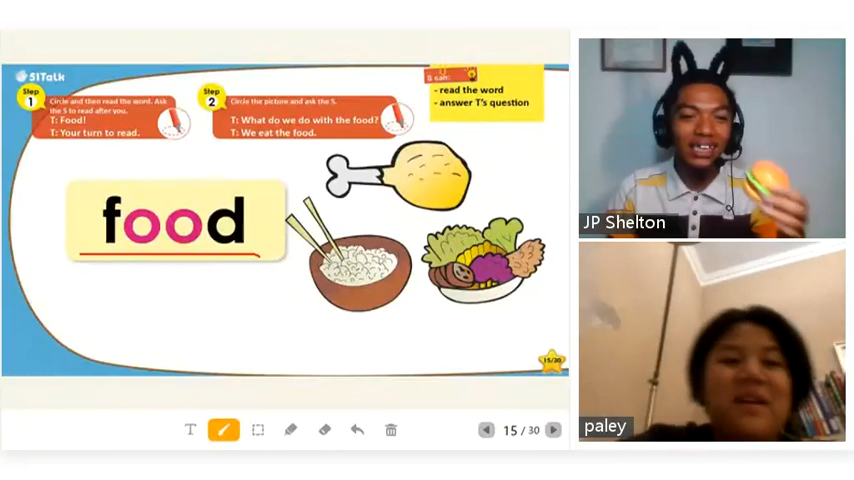 51Talk
Step
1
Circle and then read the word. Ask
the S to read after you.
T: Food!
T: Your turn to read.
Step
2
Circle the picture and ask the S.
T: What do we do with the food?
T: We eat the food.
S can:
- read the word
- answer T's question
food
15/30
T
15 / 30
JP Shelton
paley